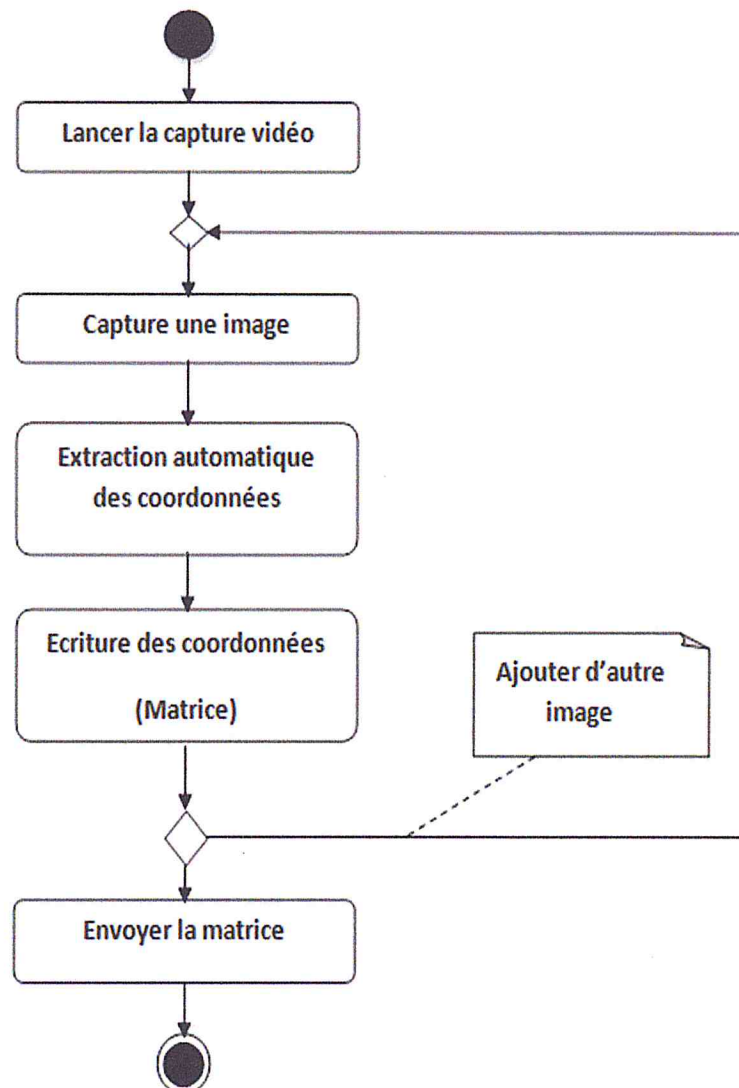 Lancer la capture vidéo
Capture une image
Extraction automatique
des coordonnées
Ecriture des coordonnées
(Matrice)
Ajouter d'autre
image
Envoyer la matrice